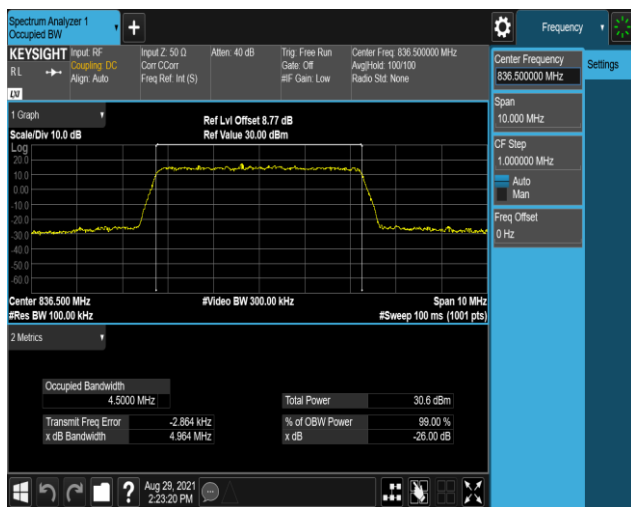 Spectrum Analyzer 1
Occupied BW
+
Frequency
KEYSIGHT
RL
LXI
Input: RF
Coupling: DC
Align: Auto
Input Z: 50 Ω
Corr CCorr
Freq Ref: Int (S)
Atten: 40 dB
Trig: Free Run
Gate: Off
#IF Gain: Low
Center Freq: 836.500000 MHz
Avg|Hold: 100/100
Radio Std: None
Center Frequency
836.500000 MHz
Settings
Span
10.000 MHz
CF Step
1.000000 MHz
Auto
Man
Freq Offset
0 Hz
1 Graph
Scale/Div 10.0 dB
Ref Lvl Offset 8.77 dB
Ref Value 30.00 dBm
Log
20.0
10.0
0.00
-10.0
-20.0
-30.0
-40.0
-50.0
-60.0
Center 836.500 MHz
#Res BW 100.00 kHz
#Video BW 300.00 kHz
Span 10 MHz
#Sweep 100 ms (1001 pts)
2 Metrics
Occupied Bandwidth
4.5000 MHz
Total Power 30.6 dBm
Transmit Freq Error -2.864 kHz
% of OBW Power 99.00 %
x dB Bandwidth 4.964 MHz
x dB -26.00 dB
?
Aug 29, 2021
2:23:20 PM